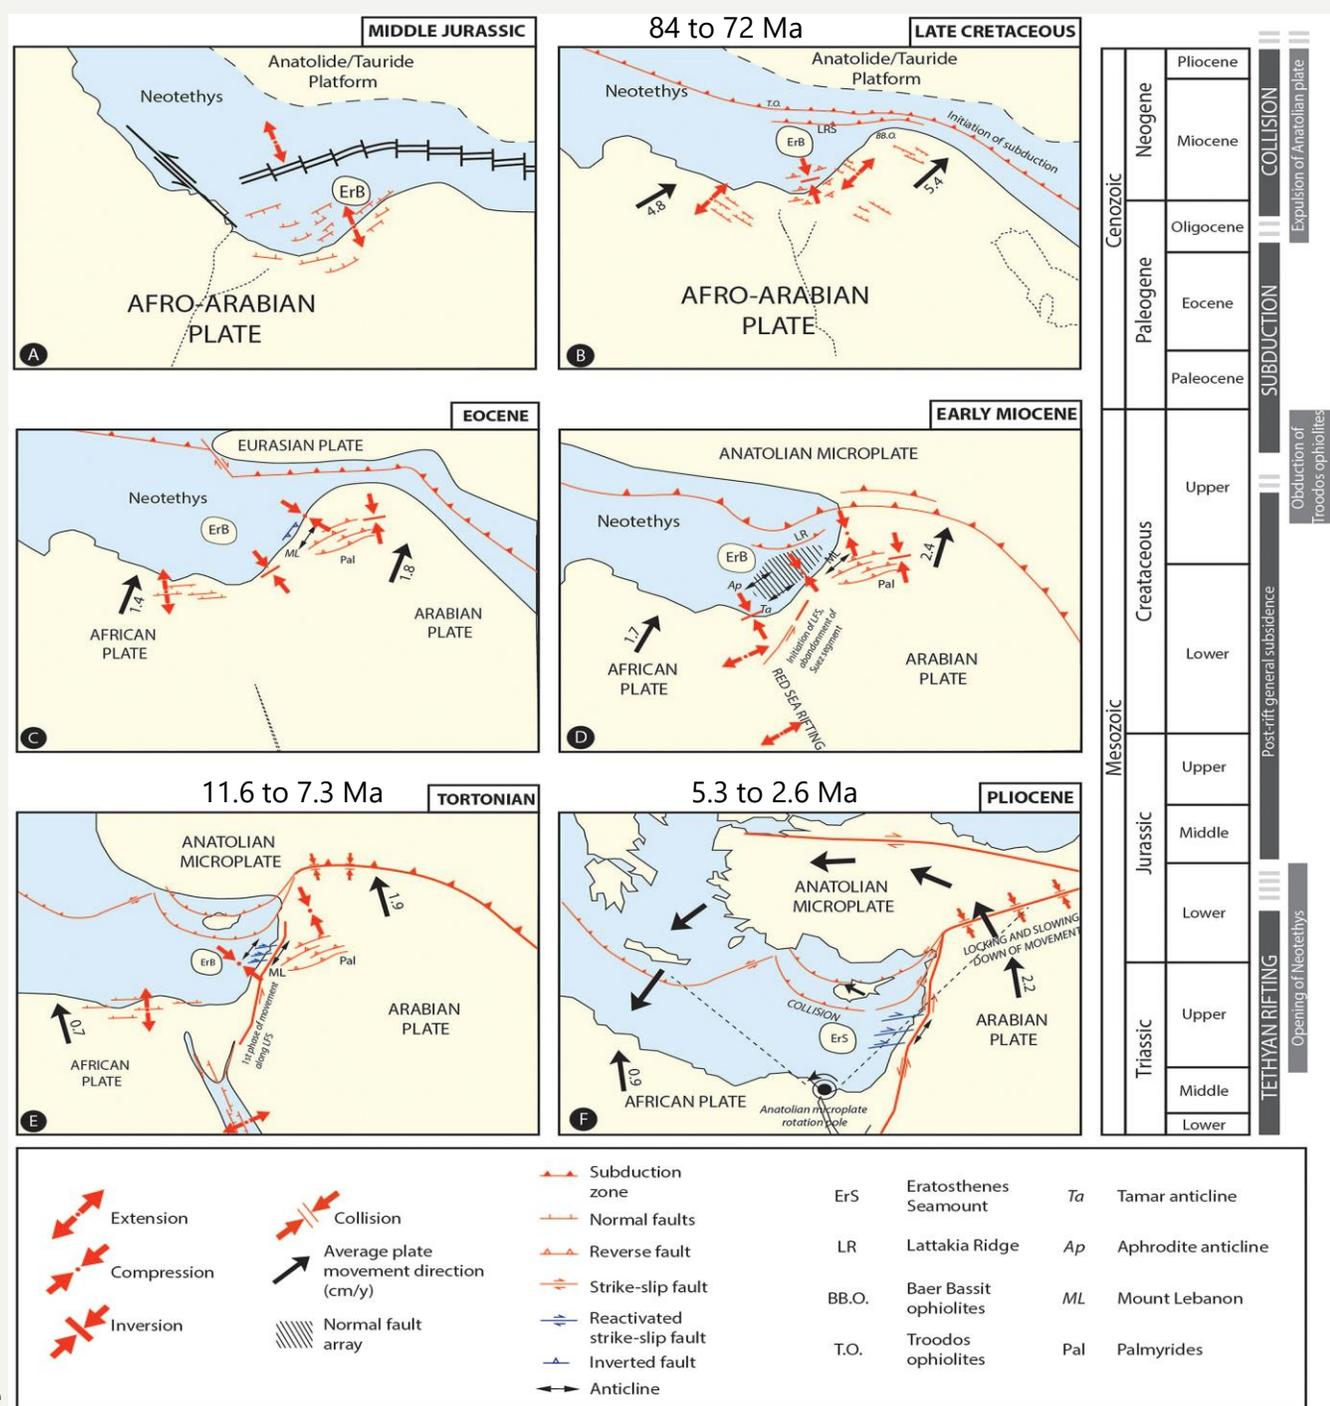 MIDDLE JURASSIC
Anatolide/Tauride
Platform
Neotethys
ErB
AFRO-ARABIAN
PLATE
A
84 to 72 Ma
LATE CRETACEOUS
Anatolide/Tauride
Platform
Neotethys
T.O.
LRS
BB.O.
Initiation of subduction
ErB
4.8
5.4
AFRO-ARABIAN
PLATE
B
EOCENE
EURASIAN PLATE
Neotethys
ErB
ML
Pal
1.4
1.8
AFRICAN
PLATE
ARABIAN
PLATE
C
EARLY MIOCENE
ANATOLIAN MICROPLATE
Neotethys
LR
ErB
ML
Ap
Ta
Pal
2.4
1.7
Initiation of LFS,
abandonment of
Suez segment
AFRICAN
PLATE
ARABIAN
PLATE
RED SEA RIFTING
D
11.6 to 7.3 Ma
TORTONIAN
ANATOLIAN
MICROPLATE
1.9
ErB
ML
Pal
1st phase of movement
along LFS
0.7
ARABIAN
PLATE
AFRICAN
PLATE
E
5.3 to 2.6 Ma
PLIOCENE
ANATOLIAN
MICROPLATE
LOCKING AND SLOWING
DOWN OF MOVEMENT
2.2
COLLISION
ErS
ARABIAN
PLATE
0.9
AFRICAN PLATE
Anatolian microplate
rotation pole
F
Cenozoic
Mesozoic
Neogene
Paleogene
Creataceous
Jurassic
Triassic
Pliocene
Miocene
Oligocene
Eocene
Paleocene
Upper
Lower
Upper
Middle
Lower
Upper
Middle
Lower
COLLISION
SUBDUCTION
Post-rift general subsidence
TETHYAN RIFTING
Expulsion of Anatolian plate
Obduction of
Troodos ophiolites
Opening of Neotethys
Extension
Compression
Inversion
Collision
Average plate
movement direction
(cm/y)
Normal fault
array
Subduction
zone
Normal faults
Reverse fault
Strike-slip fault
Reactivated
strike-slip fault
Inverted fault
Anticline
ErS Eratosthenes
Seamount
LR Lattakia Ridge
BB.O. Baer Bassit
ophiolites
T.O. Troodos
ophiolites
Ta Tamar anticline
Ap Aphrodite anticline
ML Mount Lebanon
Pal Palmyrides